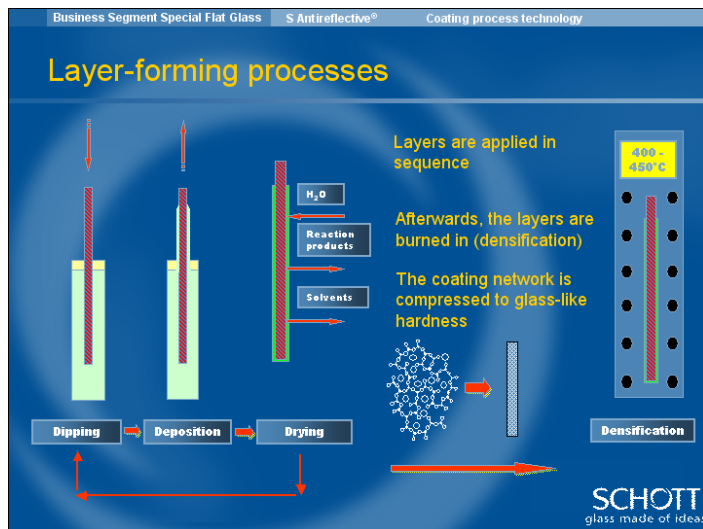 Business Segment Special Flat Glass
S Antireflective®
Coating process technology
Layer-forming processes
Layers are applied in
sequence
400 -
450°C
H₂O
Reaction
products
Solvents
Afterwards, the layers are
burned in (densification)
The coating network is
compressed to glass-like
hardness
Dipping
Deposition
Drying
Densification
SCHOTT
glass made of ideas